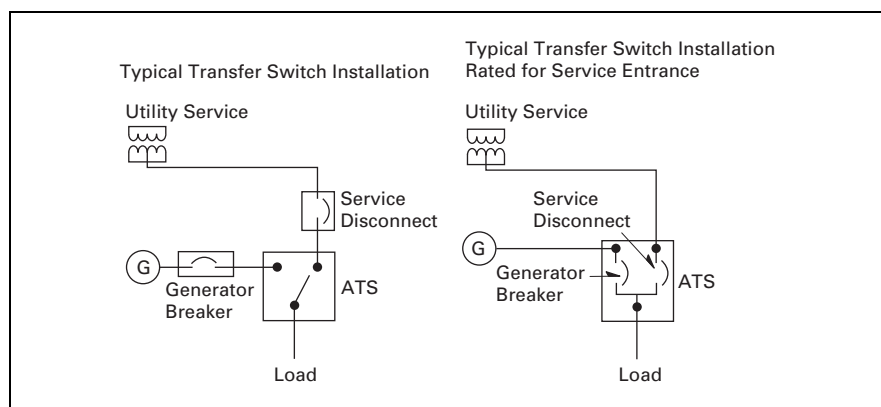 Typical Transfer Switch Installation
Utility Service
Service
Disconnect
G
Generator
Breaker
ATS
Load
Typical Transfer Switch Installation
Rated for Service Entrance
Utility Service
Service
Disconnect
G
Generator
Breaker
ATS
Load